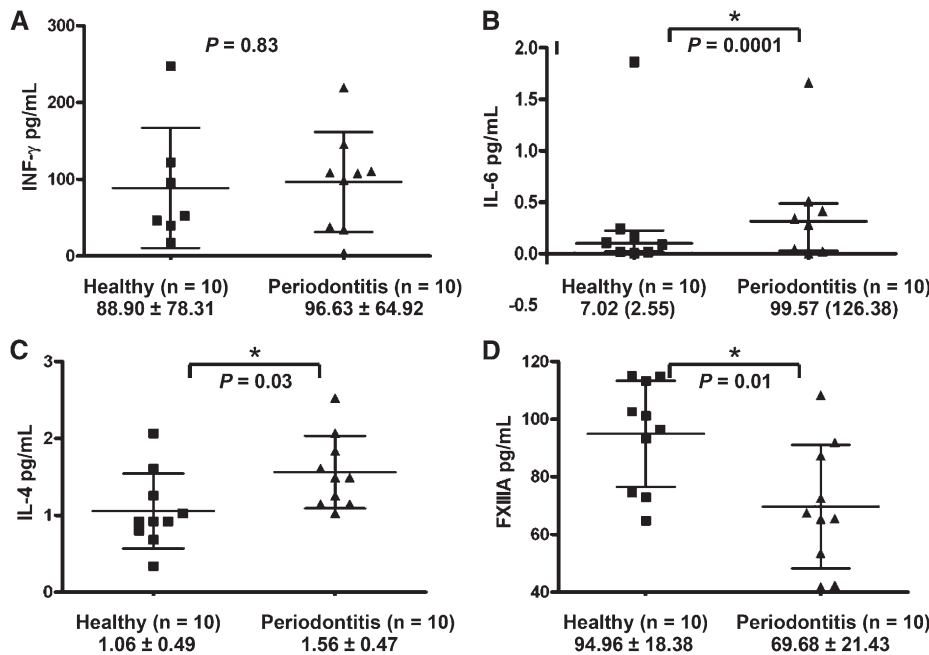 A
300
200
100
0
INF-γ pg/mL
P = 0.83
Healthy (n = 10)
88.90 ± 78.31
Periodontitis (n = 10)
96.63 ± 64.92
B
2.0
1.5
1.0
0.5
0.0
-0.5
IL-6 pg/mL
*
P = 0.0001
Healthy (n = 10)
7.02 (2.55)
Periodontitis (n = 10)
99.57 (126.38)
C
3
2
1
0
IL-4 pg/mL
*
P = 0.03
Healthy (n = 10)
1.06 ± 0.49
Periodontitis (n = 10)
1.56 ± 0.47
D
120
100
80
60
40
FXIIIA pg/mL
*
P = 0.01
Healthy (n = 10)
94.96 ± 18.38
Periodontitis (n = 10)
69.68 ± 21.43